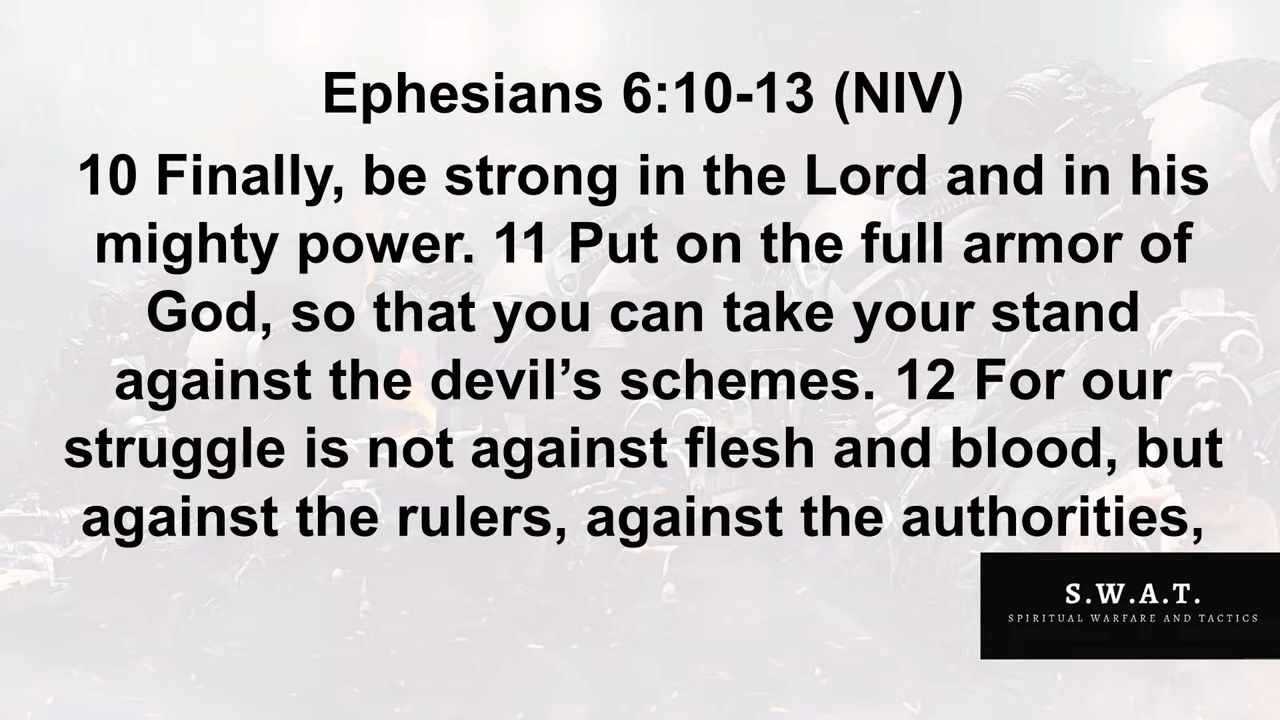 Ephesians 6:10-13 (NIV)
10 Finally, be strong in the Lord and in his
mighty power. 11 Put on the full armor of
God, so that you can take your stand
against the devil’s schemes. 12 For our
struggle is not against flesh and blood, but
against the rulers, against the authorities,
S.W.A.T.
SPIRITUAL WARFARE AND TACTICS